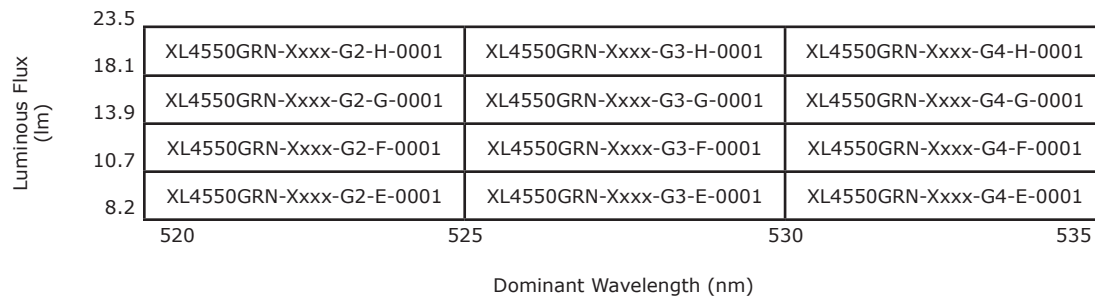 23.5
XL4550GRN-Xxxx-G2-H-0001 XL4550GRN-Xxxx-G3-H-0001 XL4550GRN-Xxxx-G4-H-0001
18.1
XL4550GRN-Xxxx-G2-G-0001 XL4550GRN-Xxxx-G3-G-0001 XL4550GRN-Xxxx-G4-G-0001
13.9
XL4550GRN-Xxxx-G2-F-0001 XL4550GRN-Xxxx-G3-F-0001 XL4550GRN-Xxxx-G4-F-0001
10.7
XL4550GRN-Xxxx-G2-E-0001 XL4550GRN-Xxxx-G3-E-0001 XL4550GRN-Xxxx-G4-E-0001
8.2
Luminous Flux
(lm)
520 525 530 535
Dominant Wavelength (nm)